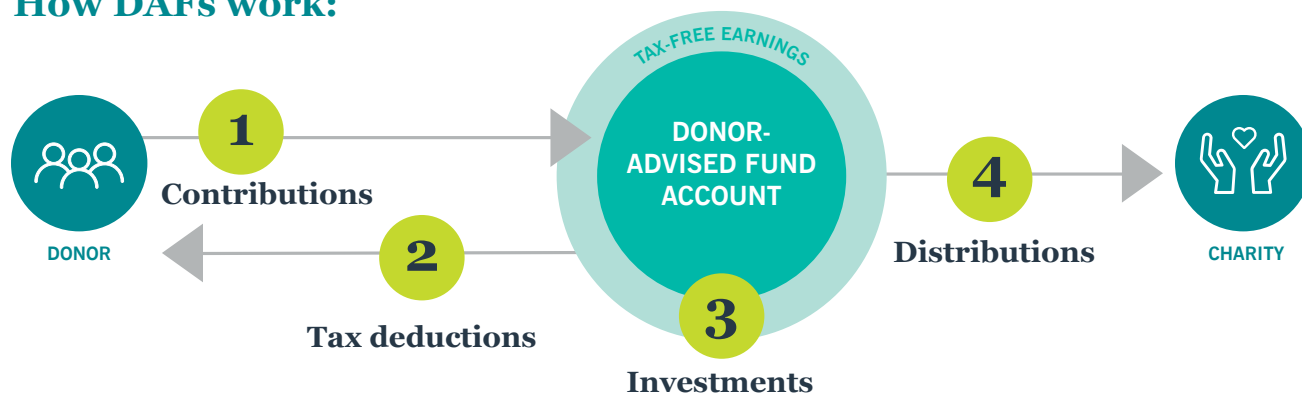 How DAFs work:
TAX-FREE EARNINGS
1
Contributions
DONOR
2
Tax deductions
DONOR-
ADVISED FUND
ACCOUNT
3
Investments
4
Distributions
CHARITY